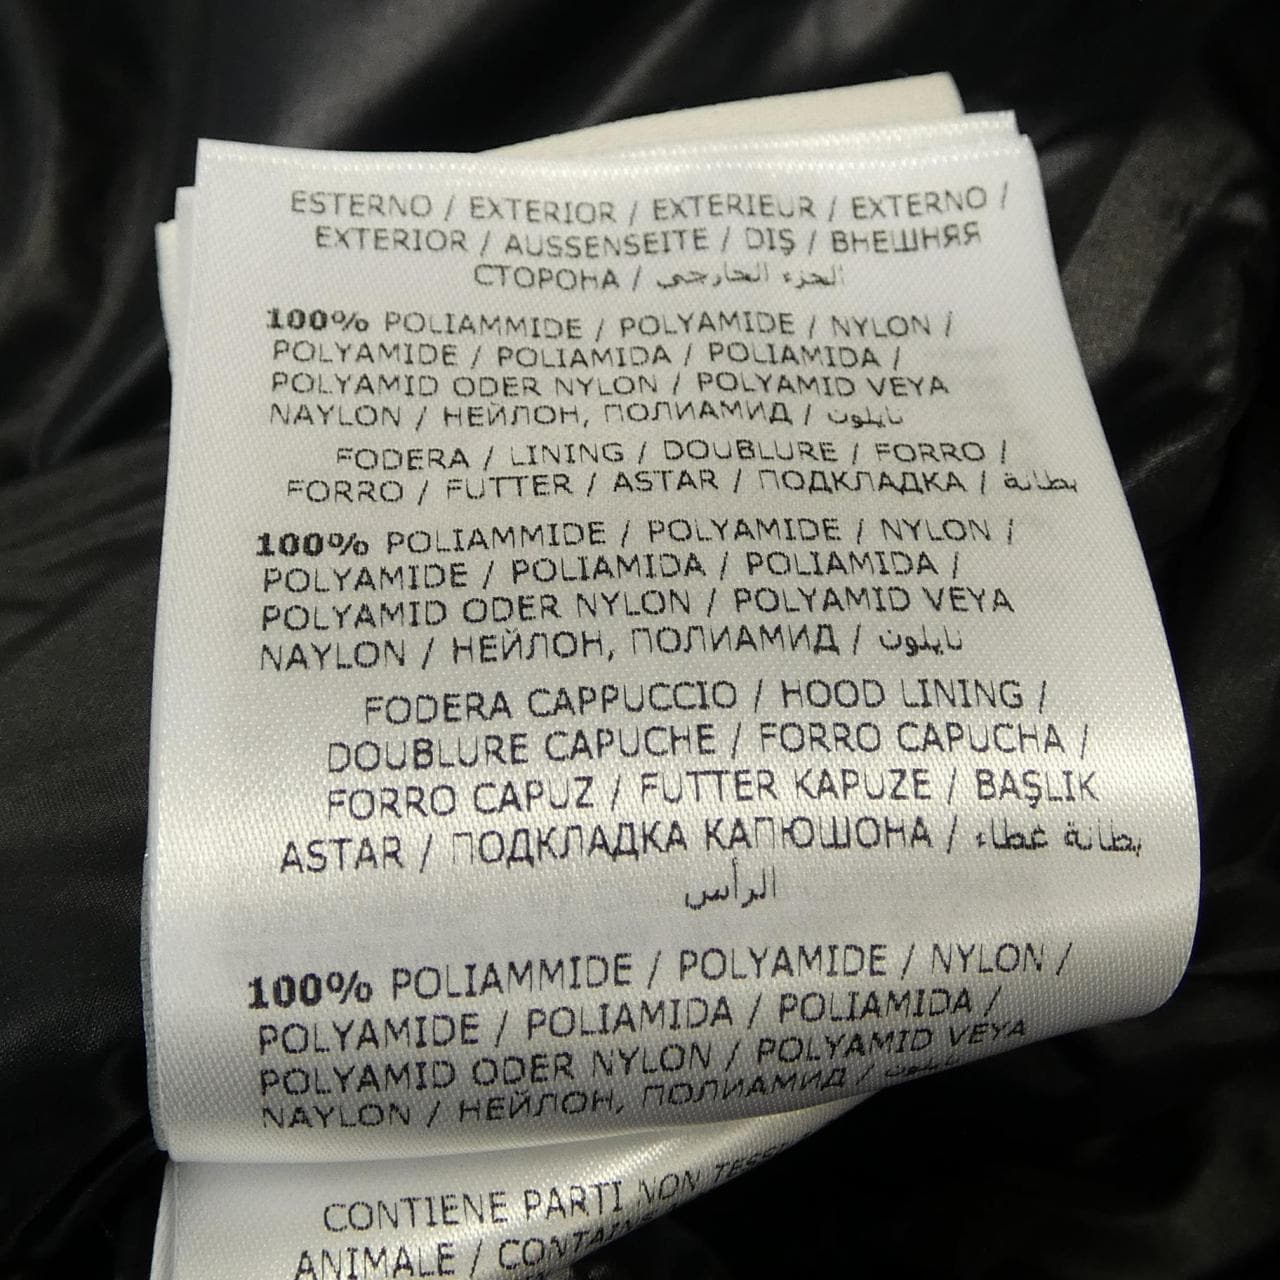 ESTERNO / EXTERIOR / EXTERIEUR / EXTERNO /
EXTERIOR / AUSSENSEITE / DIŞ / ВНЕШНЯЯ
СТОРОНА / الجزء الخارجي
100% POLIAMMIDE / POLYAMIDE / NYLON /
POLYAMIDE / POLIAMIDA / POLIAMIDA /
POLYAMID ODER NYLON / POLYAMID VEYA
NAYLON / НЕЙЛОН, ПОЛИАМИД / نايلون
FODERA / LINING / DOUBLURE / FORRO /
FORRO / FUTTER / ASTAR / ПОДКЛАДКА / بطانة
100% POLIAMMIDE / POLYAMIDE / NYLON /
POLYAMIDE / POLIAMIDA / POLIAMIDA /
POLYAMID ODER NYLON / POLYAMID VEYA
NAYLON / НЕЙЛОН, ПОЛИАМИД / نايلون
FODERA CAPPUCCIO / HOOD LINING /
DOUBLURE CAPUCHE / FORRO CAPUCHA /
FORRO CAPUZ / FUTTER KAPUZE / BAŞLIK
ASTAR / ПОДКЛАДКА КАПЮШОНА / بطانة غطاء
الرأس
100% POLIAMMIDE / POLYAMIDE / NYLON /
POLYAMIDE / POLIAMIDA / POLIAMIDA /
POLYAMID ODER NYLON / POLYAMID VEYA
NAYLON / НЕЙЛОН, ПОЛИАМИД / نايلون
CONTIENE PARTI NON
ANIMALE /